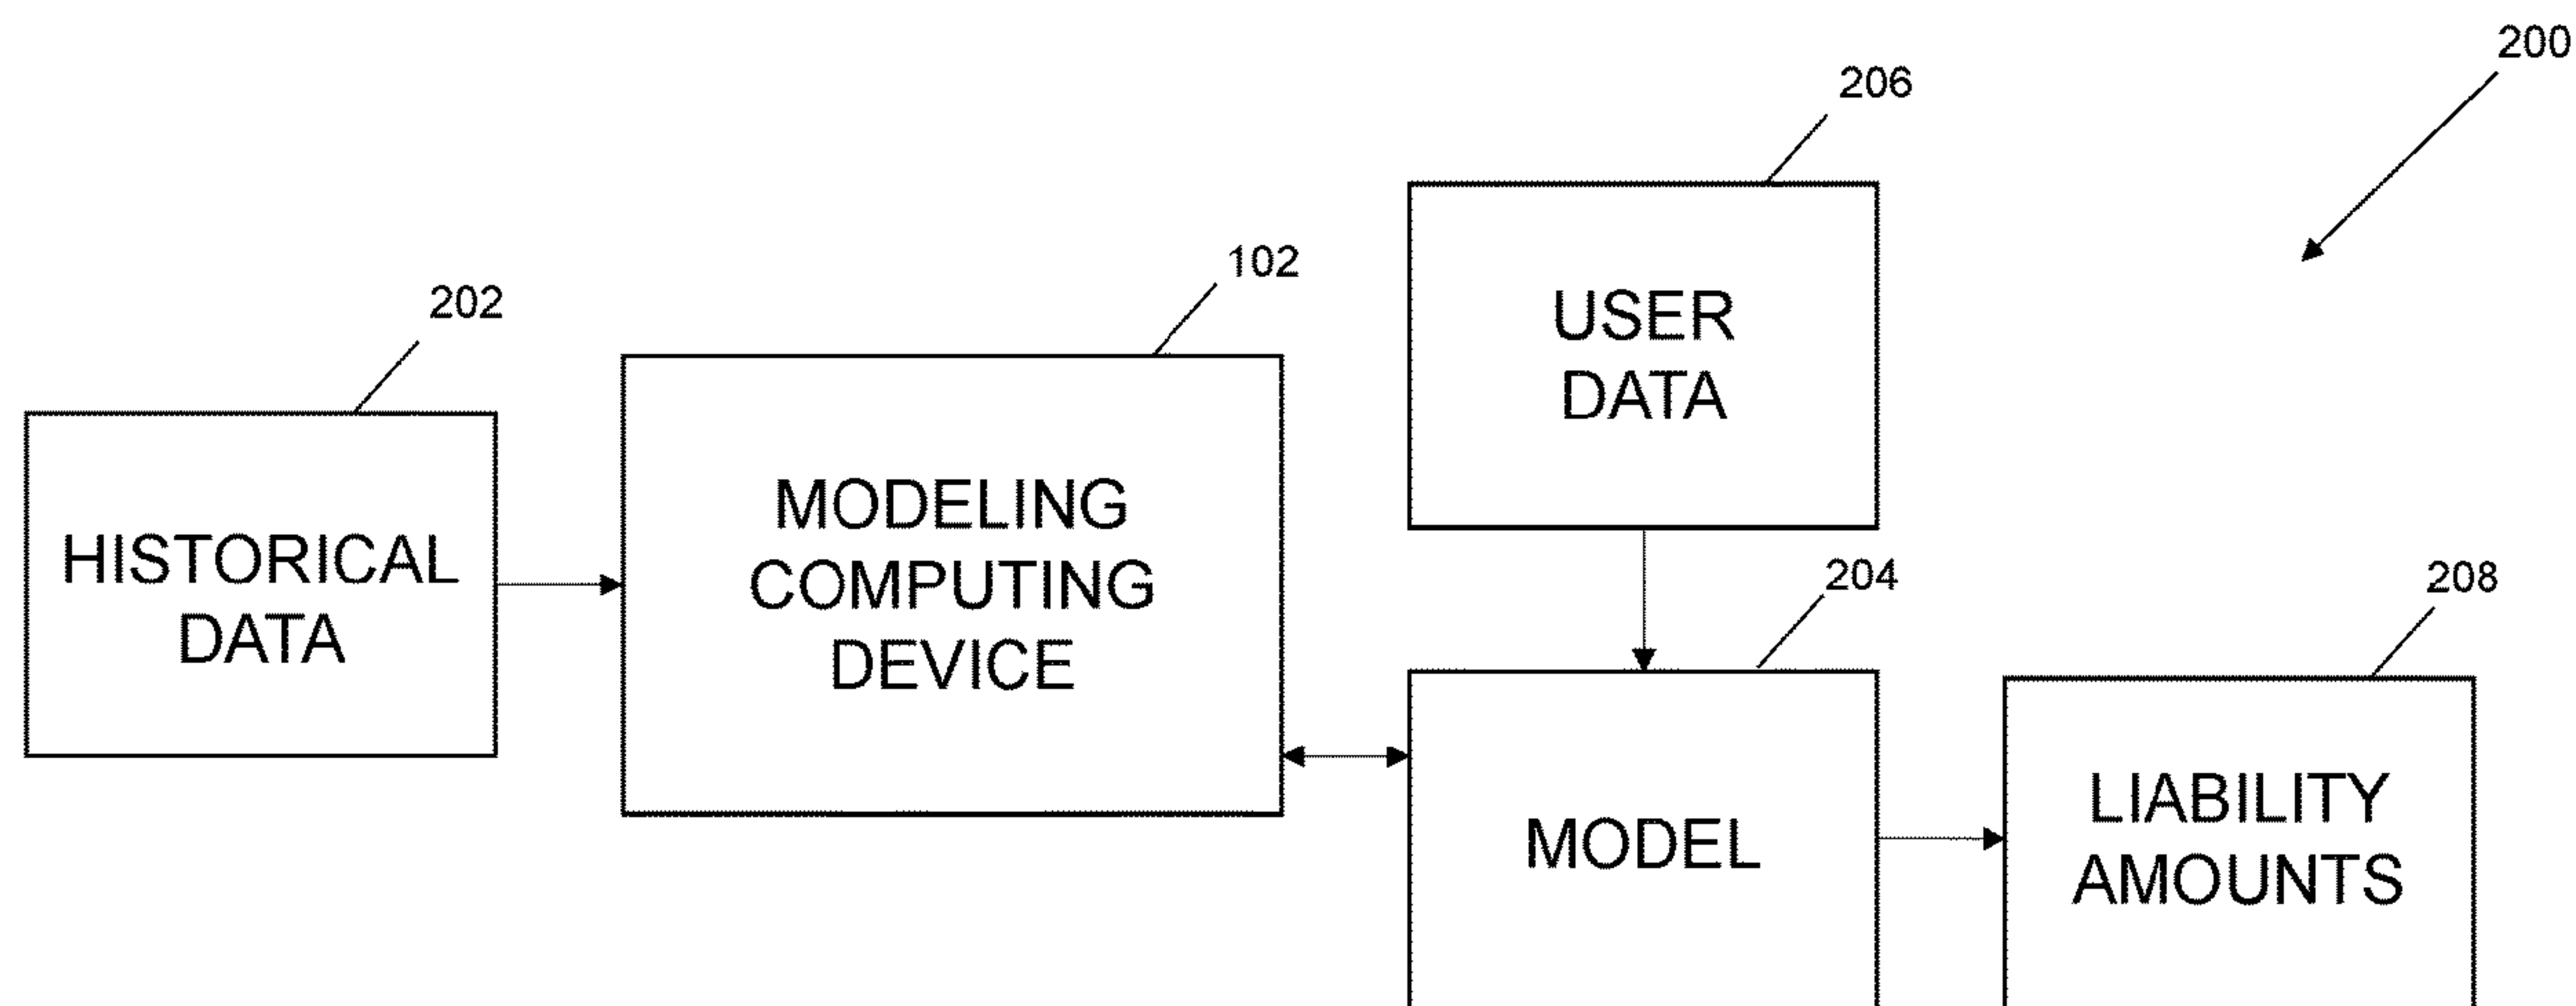 200
206
USER
DATA
102
202
MODELING
COMPUTING
DEVICE
HISTORICAL
DATA
204
208
MODEL
LIABILITY
AMOUNTS